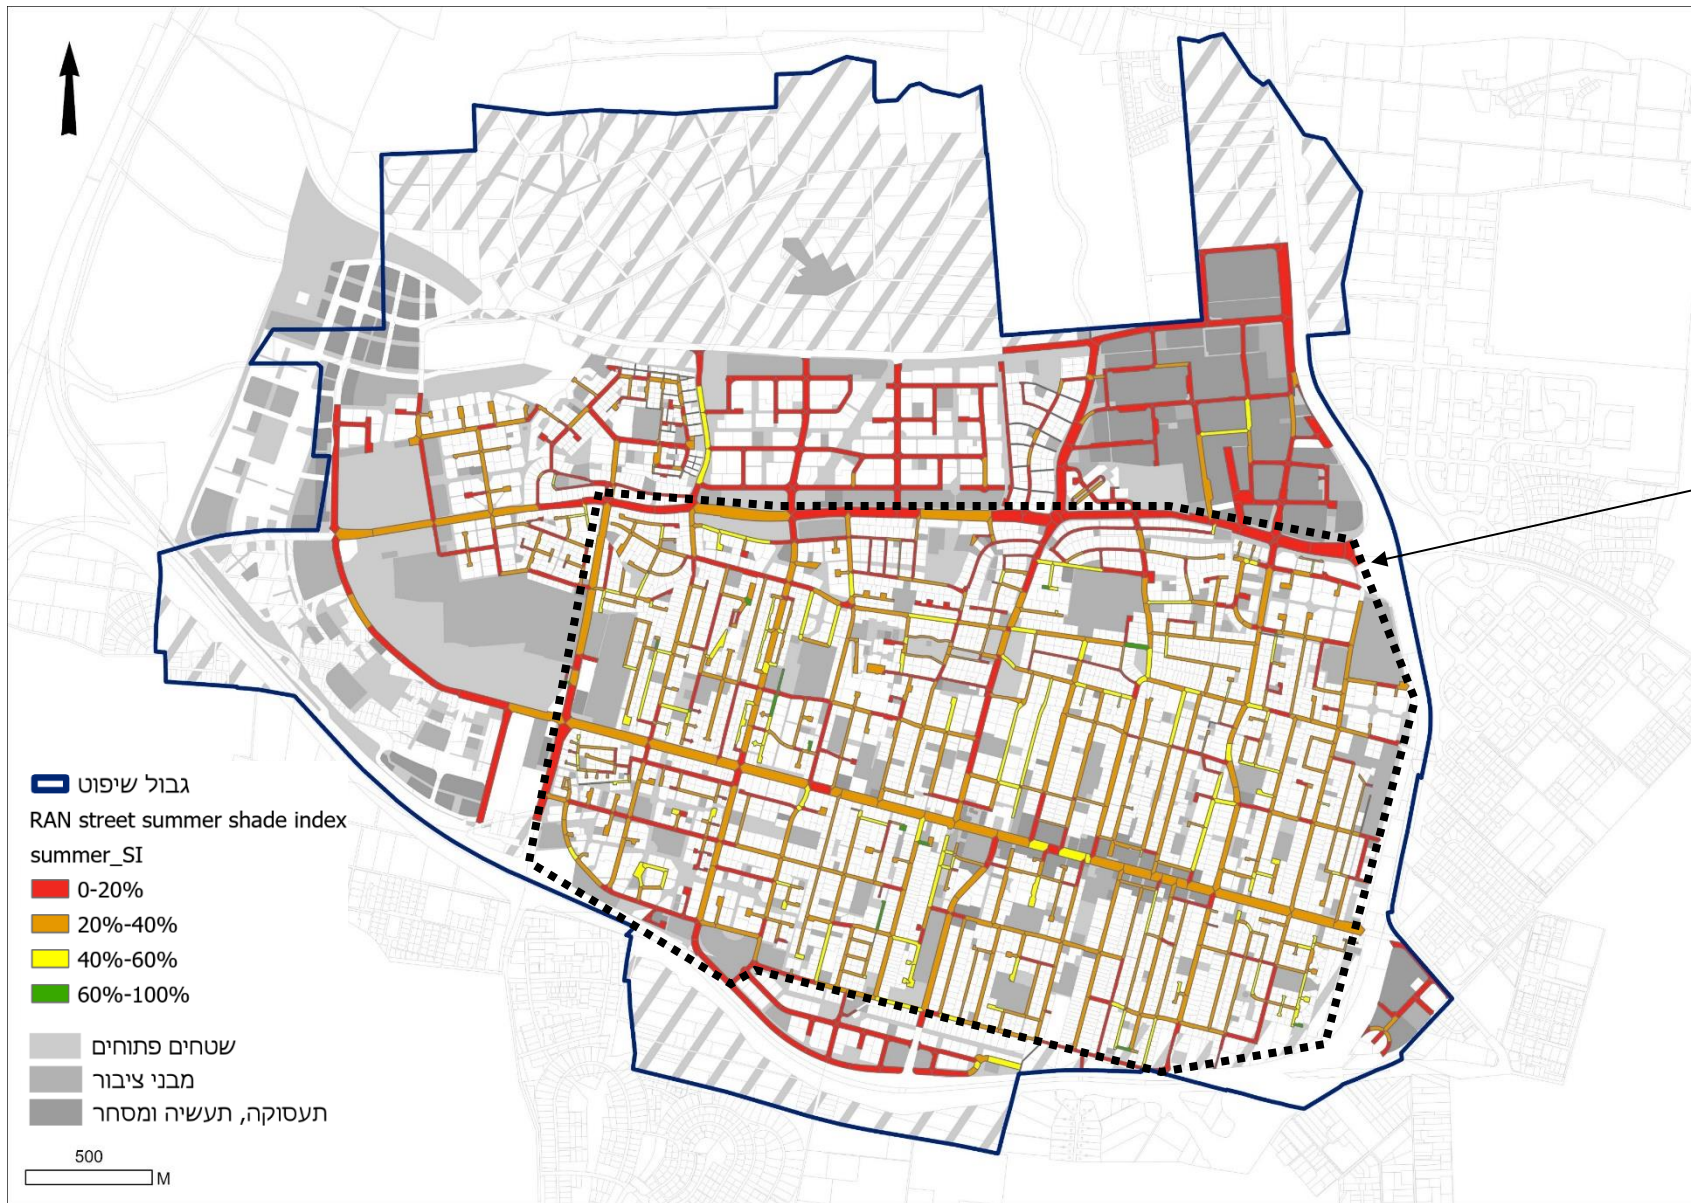 גבול שיפוט
RAN street summer shade index
summer_SI
0-20%
20%-40%
40%-60%
60%-100%
שטחים פתוחים
מבני ציבור
תעסוקה, תעשיה ומסחר
500
M